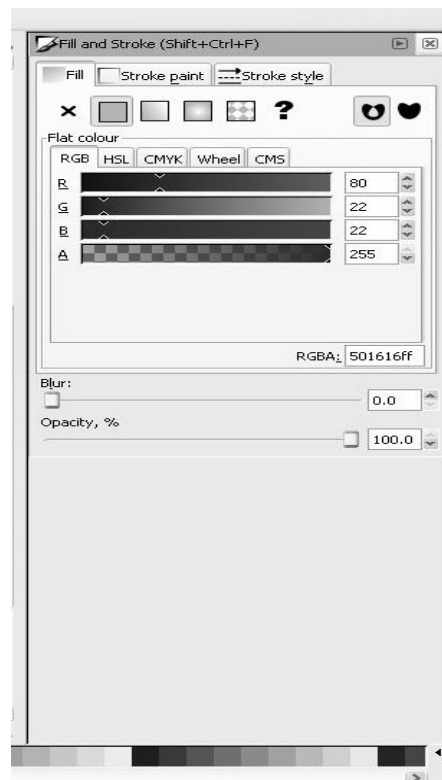 Fill and Stroke (Shift+Ctrl+F)
Fill Stroke paint Stroke style
?
Flat colour
RGB HSL CMYK Wheel CMS
R 80
G 22
B 22
A 255
RGBA: 501616ff
Blur:
0.0
Opacity, %
100.0